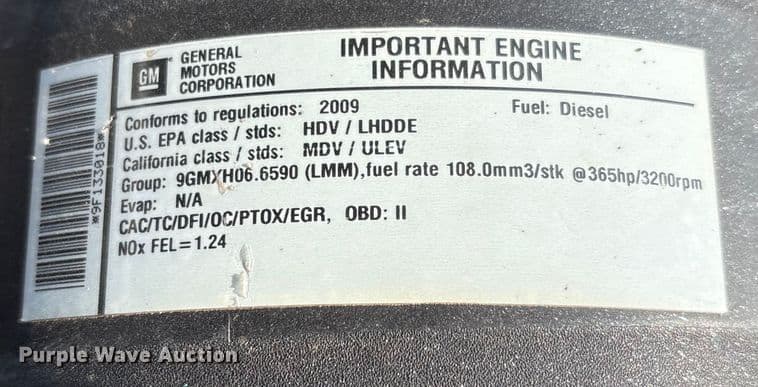 GM
GENERAL
MOTORS
CORPORATION
IMPORTANT ENGINE
INFORMATION
Conforms to regulations: 2009
Fuel: Diesel
U.S. EPA class / stds: HDV / LHDDE
California class / stds: MDV / ULEV
Group: 9GMXH06.6590 (LMM),fuel rate 108.0mm3/stk @365hp/3200rpm
Evap: N/A
CAC/TC/DFI/OC/PTOX/EGR, OBD: II
NOx FEL=1.24
*9F133018*
Purple Wave Auction